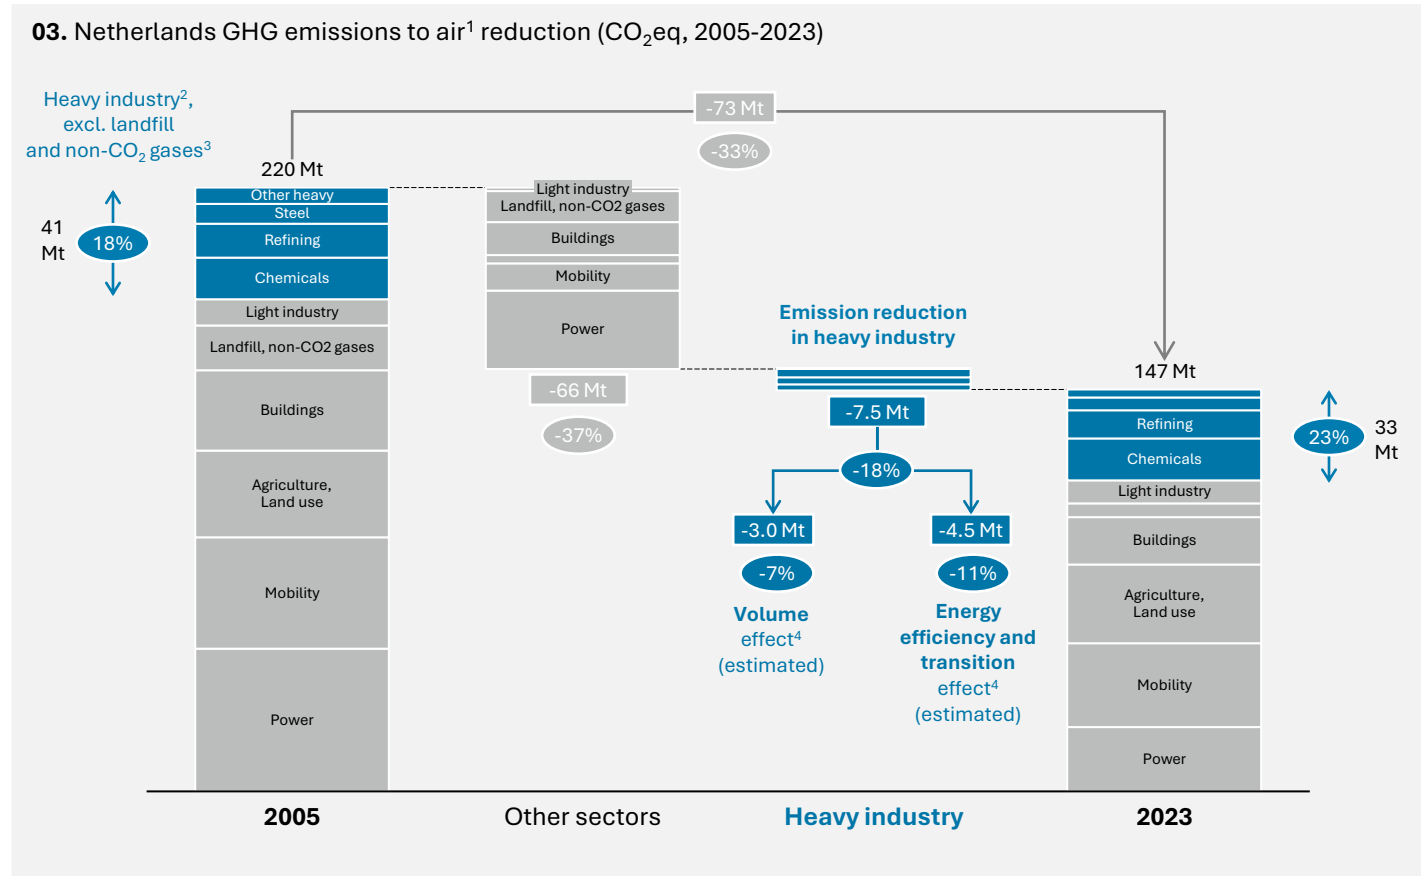 03. Netherlands GHG emissions to air¹ reduction (CO₂eq, 2005-2023)
Heavy industry²,
excl. landfill
and non-CO₂ gases³
-73 Mt
-33%
220 Mt
41
Mt
18%
Other heavy
Steel
Refining
Chemicals
Light industry
Landfill, non-CO2 gases
Buildings
Agriculture,
Land use
Mobility
Power
Light industry
Landfill, non-CO2 gases
Buildings
Mobility
Power
-66 Mt
-37%
Emission reduction
in heavy industry
-7.5 Mt
-18%
-3.0 Mt
-7%
Volume
effect⁴
(estimated)
-4.5 Mt
-11%
Energy
efficiency and
transition
effect⁴
(estimated)
147 Mt
Refining
Chemicals
Light industry
Buildings
Agriculture,
Land use
Mobility
Power
23%
33
Mt
2005
Other sectors
Heavy industry
2023